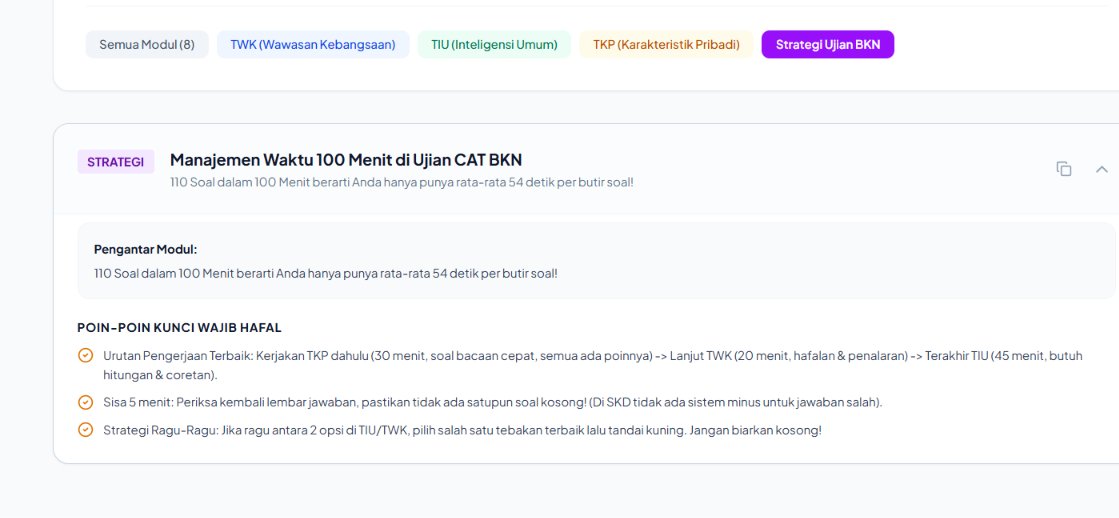 Semua Modul (8)
TWK (Wawasan Kebangsaan)
TIU (Inteligensi Umum)
TKP (Karakteristik Pribadi)
Strategi Ujian BKN
STRATEGI
Manajemen Waktu 100 Menit di Ujian CAT BKN
110 Soal dalam 100 Menit berarti Anda hanya punya rata-rata 54 detik per butir soal!
Pengantar Modul:
110 Soal dalam 100 Menit berarti Anda hanya punya rata-rata 54 detik per butir soal!
POIN-POIN KUNCI WAJIB HAFAL
Urutan Pengerjaan Terbaik: Kerjakan TKP dahulu (30 menit, soal bacaan cepat, semua ada poinnya) -> Lanjut TWK (20 menit, hafalan & penalaran) -> Terakhir TIU (45 menit, butuh
hitungan & coretan).
Sisa 5 menit: Periksa kembali lembar jawaban, pastikan tidak ada satupun soal kosong! (Di SKD tidak ada sistem minus untuk jawaban salah).
Strategi Ragu-Ragu: Jika ragu antara 2 opsi di TIU/TWK, pilih salah satu tebakan terbaik lalu tandai kuning. Jangan biarkan kosong!